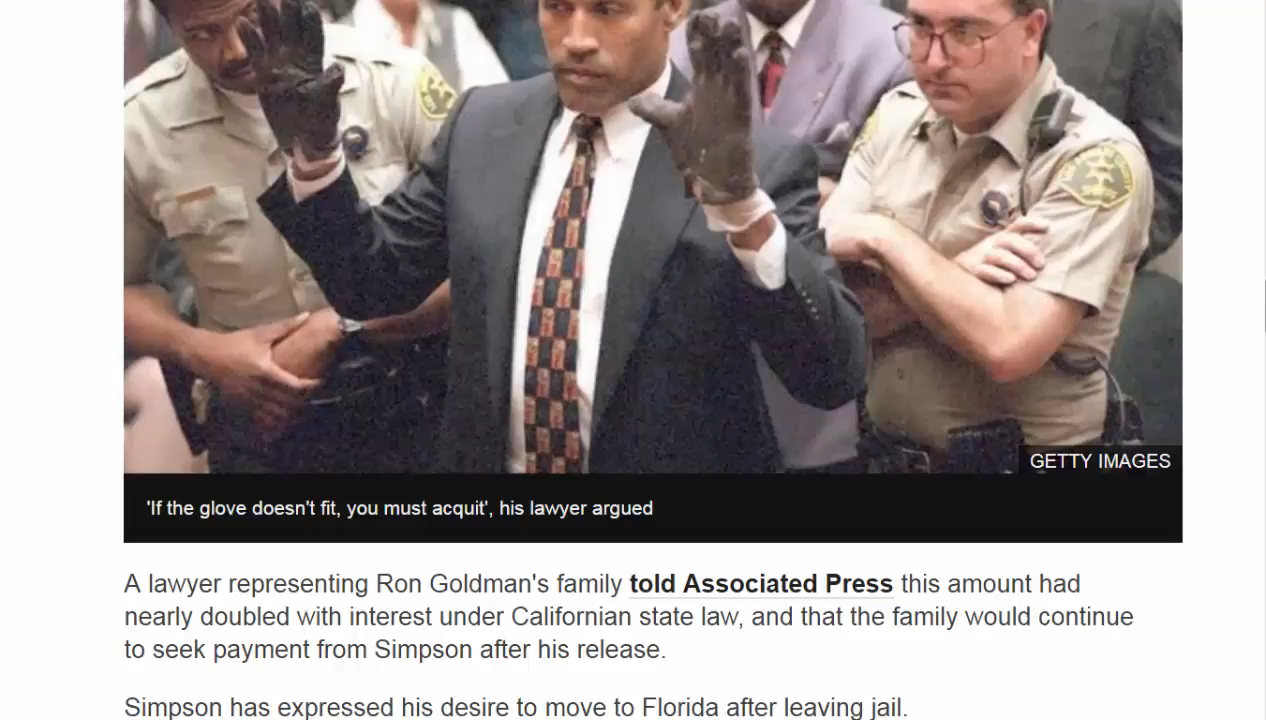 GETTY IMAGES
'If the glove doesn't fit, you must acquit', his lawyer argued
A lawyer representing Ron Goldman's family told Associated Press this amount had
nearly doubled with interest under Californian state law, and that the family would continue
to seek payment from Simpson after his release.
Simpson has expressed his desire to move to Florida after leaving jail.